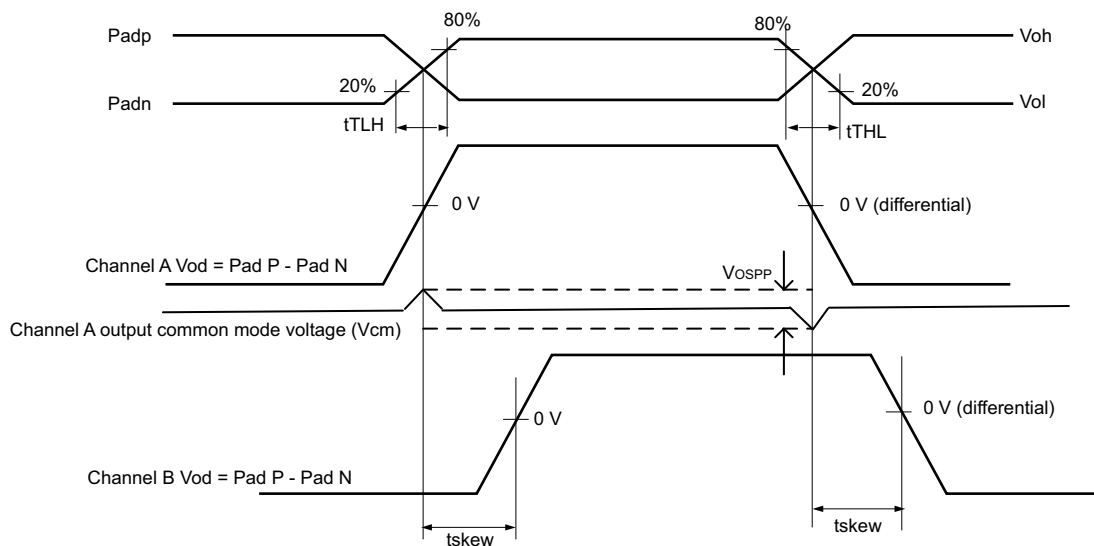 80%
80%
Padp
Voh
20%
20%
Padn
Vol
tTLH
tTHL
0 V
0 V (differential)
Channel A Vod = Pad P - Pad N
VOSPP
Channel A output common mode voltage (Vcm)
0 V
0 V (differential)
Channel B Vod = Pad P - Pad N
tskew
tskew